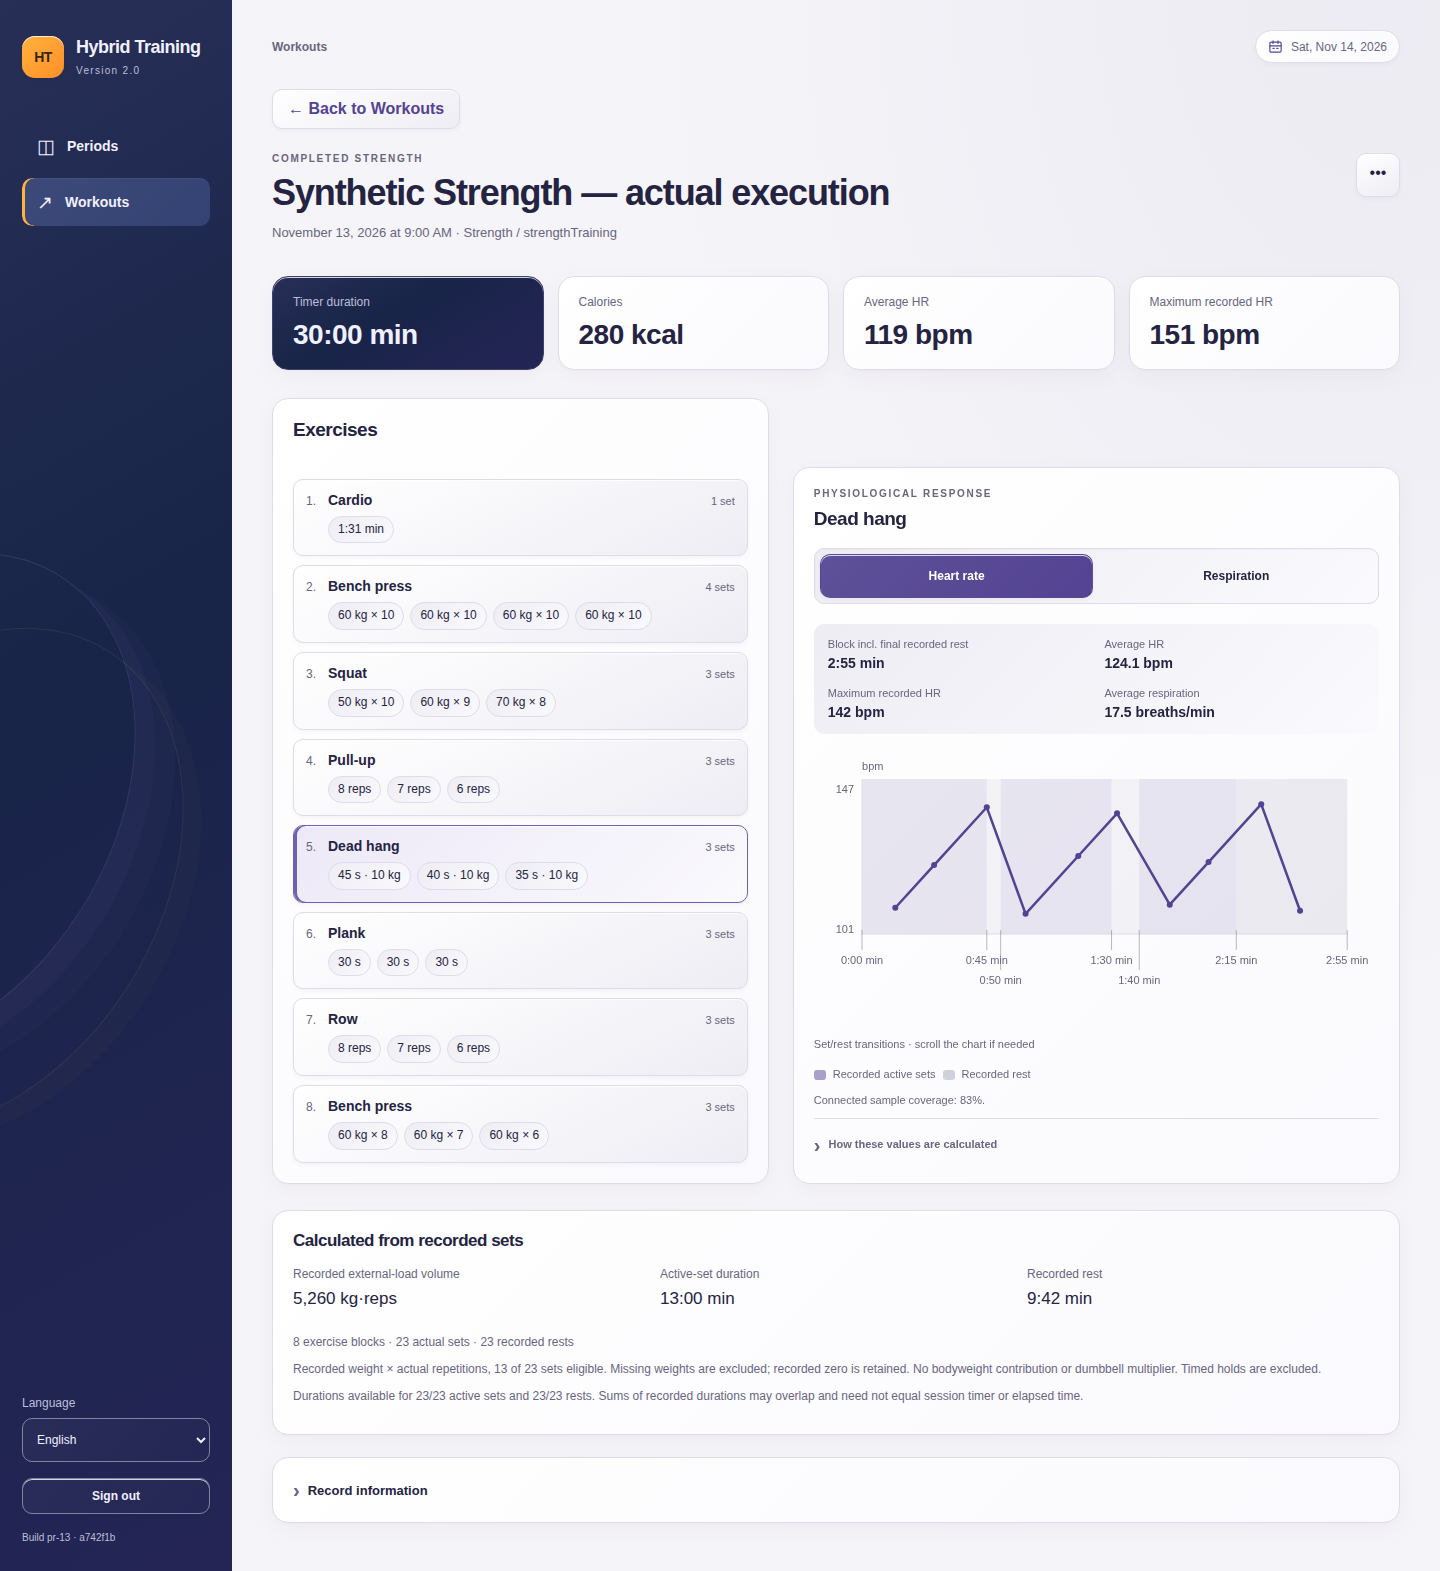 HT
Hybrid Training
Version 2.0
Periods
Workouts
Language
English
Sign out
Build pr-13 · a742f1b
Workouts
Sat, Nov 14, 2026
← Back to Workouts
COMPLETED STRENGTH
Synthetic Strength — actual execution
•••
November 13, 2026 at 9:00 AM · Strength / strengthTraining
Timer duration
30:00 min
Calories
280 kcal
Average HR
119 bpm
Maximum recorded HR
151 bpm
Exercises
1. Cardio 1 set
1:31 min
2. Bench press 4 sets
60 kg × 10 60 kg × 10 60 kg × 10 60 kg × 10
3. Squat 3 sets
50 kg × 10 60 kg × 9 70 kg × 8
4. Pull-up 3 sets
8 reps 7 reps 6 reps
5. Dead hang 3 sets
45 s · 10 kg 40 s · 10 kg 35 s · 10 kg
6. Plank 3 sets
30 s 30 s 30 s
7. Row 3 sets
8 reps 7 reps 6 reps
8. Bench press 3 sets
60 kg × 8 60 kg × 7 60 kg × 6
PHYSIOLOGICAL RESPONSE
Dead hang
Heart rate Respiration
Block incl. final recorded rest
2:55 min
Average HR
124.1 bpm
Maximum recorded HR
142 bpm
Average respiration
17.5 breaths/min
bpm
147
101
0:00 min 0:45 min 1:30 min 2:15 min 2:55 min
0:50 min 1:40 min
Set/rest transitions · scroll the chart if needed
Recorded active sets Recorded rest
Connected sample coverage: 83%.
› How these values are calculated
Calculated from recorded sets
Recorded external-load volume
5,260 kg·reps
Active-set duration
13:00 min
Recorded rest
9:42 min
8 exercise blocks · 23 actual sets · 23 recorded rests
Recorded weight × actual repetitions, 13 of 23 sets eligible. Missing weights are excluded; recorded zero is retained. No bodyweight contribution or dumbbell multiplier. Timed holds are excluded.
Durations available for 23/23 active sets and 23/23 rests. Sums of recorded durations may overlap and need not equal session timer or elapsed time.
› Record information